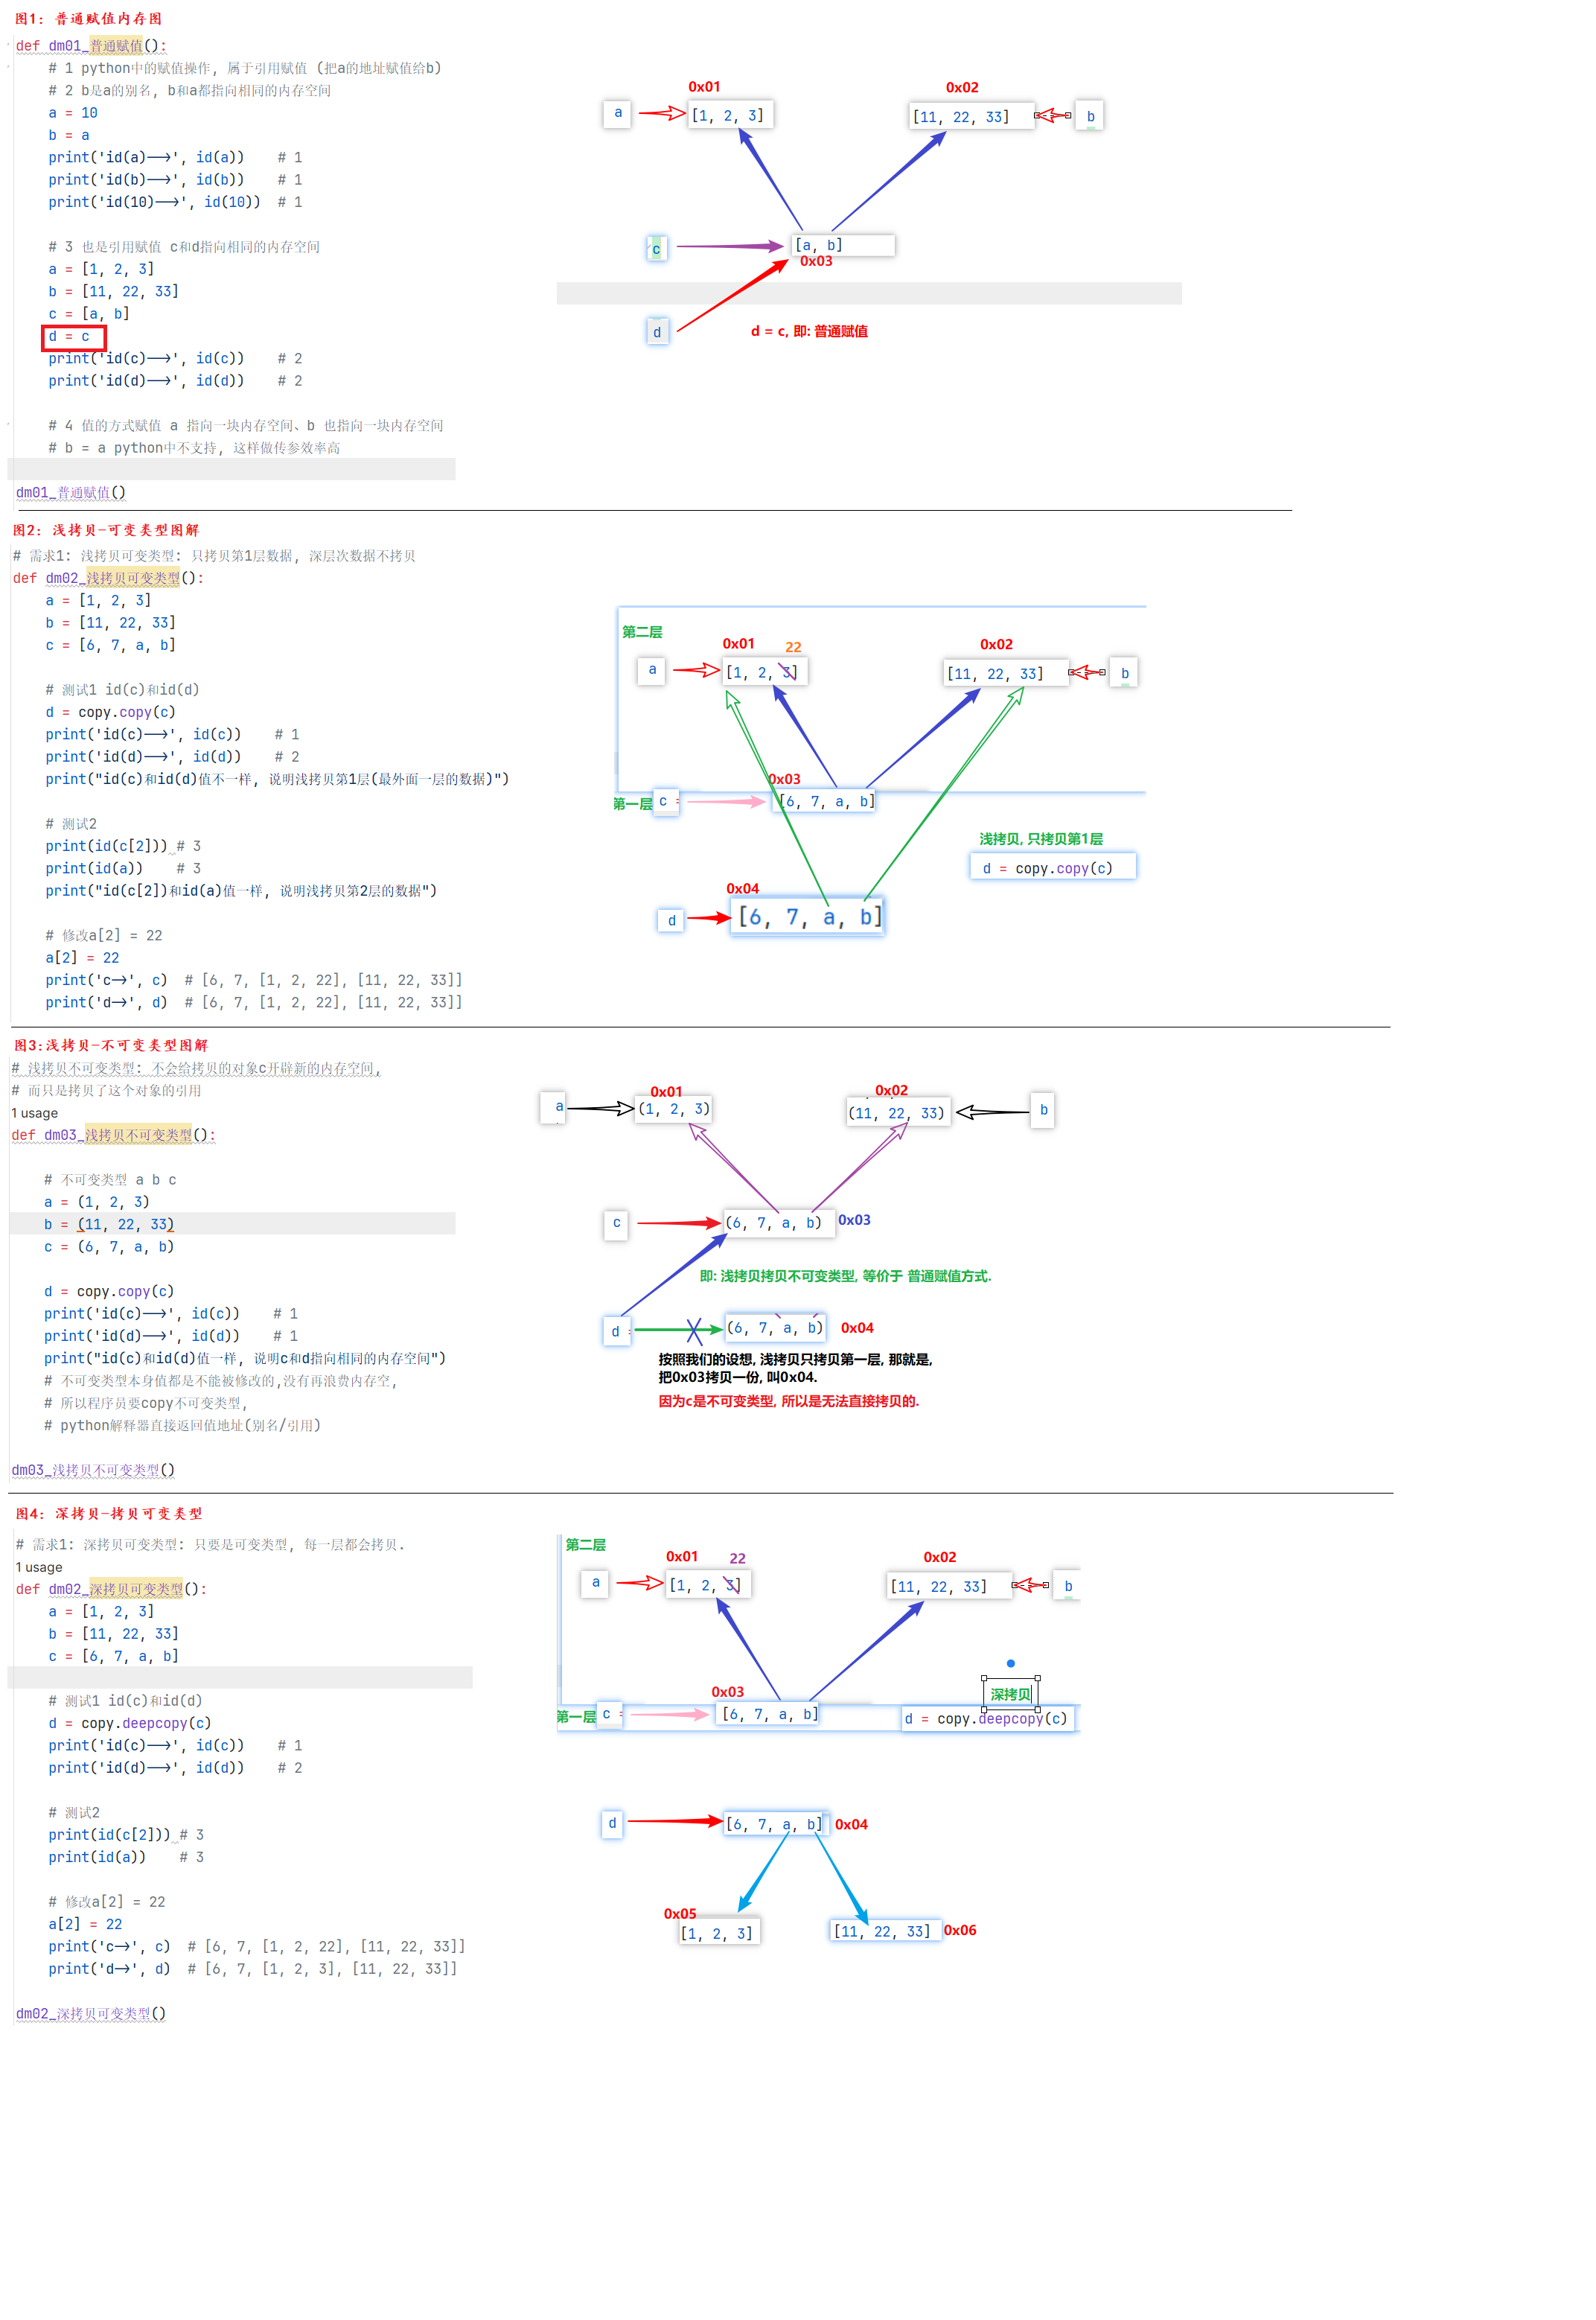 图1: 普通赋值内存图
def dm01_普通赋值():
# 1 python中的赋值操作, 属于引用赋值 (把a的地址赋值给b)
# 2 b是a的别名, b和a都指向相同的内存空间
a = 10
b = a
print('id(a)-->', id(a)) # 1
print('id(b)-->', id(b)) # 1
print('id(10)-->', id(10)) # 1
# 3 也是引用赋值 c和d指向相同的内存空间
a = [1, 2, 3]
b = [11, 22, 33]
c = [a, b]
d = c
print('id(c)-->', id(c)) # 2
print('id(d)-->', id(d)) # 2
# 4 值的方式赋值 a 指向一块内存空间、b 也指向一块内存空间
# b = a python中不支持, 这样做传参效率高
dm01_普通赋值()
0x01
0x02
a
[1, 2, 3]
[11, 22, 33]
b
c
[a, b]
0x03
d
d = c, 即: 普通赋值
图2: 浅拷贝-可变类型图解
# 需求1: 浅拷贝可变类型: 只拷贝第1层数据, 深层次数据不拷贝
def dm02_浅拷贝可变类型():
a = [1, 2, 3]
b = [11, 22, 33]
c = [6, 7, a, b]
# 测试1 id(c)和id(d)
d = copy.copy(c)
print('id(c)-->', id(c)) # 1
print('id(d)-->', id(d)) # 2
print("id(c)和id(d)值不一样, 说明浅拷贝第1层(最外面一层的数据)")
# 测试2
print(id(c[2])) # 3
print(id(a)) # 3
print("id(c[2])和id(a)值一样, 说明浅拷贝第2层的数据")
# 修改a[2] = 22
a[2] = 22
print('c->', c) # [6, 7, [1, 2, 22], [11, 22, 33]]
print('d->', d) # [6, 7, [1, 2, 22], [11, 22, 33]]
第二层
0x01
22
0x02
a
[1, 2, 3]
[11, 22, 33]
b
0x03
第一层
c =
[6, 7, a, b]
浅拷贝, 只拷贝第1层
d = copy.copy(c)
0x04
d
[6, 7, a, b]
图3:浅拷贝-不可变类型图解
# 浅拷贝不可变类型: 不会给拷贝的对象c开辟新的内存空间,
# 而只是拷贝了这个对象的引用
1 usage
def dm03_浅拷贝不可变类型():
# 不可变类型 a b c
a = (1, 2, 3)
b = (11, 22, 33)
c = (6, 7, a, b)
d = copy.copy(c)
print('id(c)-->', id(c)) # 1
print('id(d)-->', id(d)) # 1
print("id(c)和id(d)值一样, 说明c和d指向相同的内存空间")
# 不可变类型本身值都是不能被修改的,没有再浪费内存空,
# 所以程序员要copy不可变类型,
# python解释器直接返回值地址(别名/引用)
dm03_浅拷贝不可变类型()
0x01
0x02
a
(1, 2, 3)
(11, 22, 33)
b
c
(6, 7, a, b)
0x03
即: 浅拷贝拷贝不可变类型, 等价于 普通赋值方式.
d =
(6, 7, a, b)
0x04
按照我们的设想, 浅拷贝只拷贝第一层, 那就是,
把0x03拷贝一份, 叫0x04.
因为c是不可变类型, 所以是无法直接拷贝的.
图4: 深拷贝-拷贝可变类型
# 需求1: 深拷贝可变类型: 只要是可变类型, 每一层都会拷贝.
1 usage
def dm02_深拷贝可变类型():
a = [1, 2, 3]
b = [11, 22, 33]
c = [6, 7, a, b]
# 测试1 id(c)和id(d)
d = copy.deepcopy(c)
print('id(c)-->', id(c)) # 1
print('id(d)-->', id(d)) # 2
# 测试2
print(id(c[2])) # 3
print(id(a)) # 3
# 修改a[2] = 22
a[2] = 22
print('c->', c) # [6, 7, [1, 2, 22], [11, 22, 33]]
print('d->', d) # [6, 7, [1, 2, 3], [11, 22, 33]]
dm02_深拷贝可变类型()
第二层
0x01
22
0x02
a
[1, 2, 3]
[11, 22, 33]
b
0x03
深拷贝
第一层
c =
[6, 7, a, b]
d = copy.deepcopy(c)
d
[6, 7, a, b]
0x04
0x05
[1, 2, 3]
[11, 22, 33]
0x06